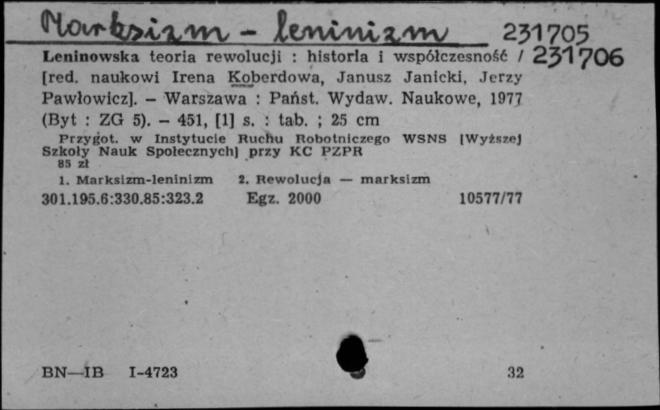 Marksizm - leninizm 231705
Leninowska teoria rewolucji : historia i współczesność / 231706
[red. naukowi Irena Koberdowa, Janusz Janicki, Jerzy
Pawłowicz]. – Warszawa : Państ. Wydaw. Naukowe, 1977
(Byt : ZG 5). – 451, [1] s. : tab. ; 25 cm
Przygot. w Instytucie Ruchu Robotniczego WSNS [Wyższej
Szkoły Nauk Społecznych] przy KC PZPR
85 zł
1. Marksizm-leninizm 2. Rewolucja — marksizm
301.195.6:330.85:323.2 Egz. 2000 10577/77
BN—IB I-4723 32